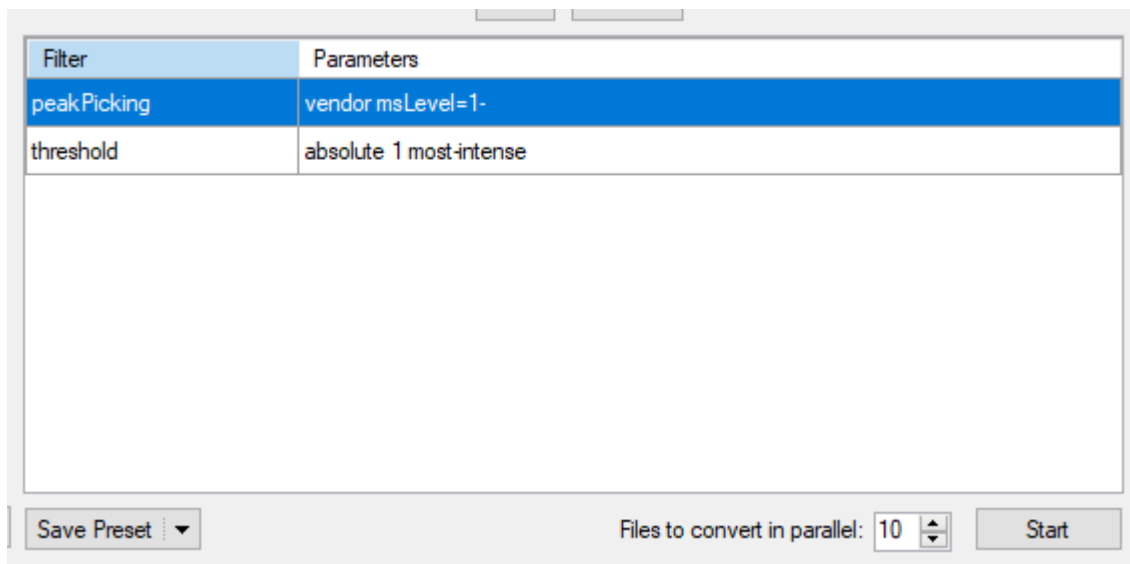 Filter Parameters
peakPicking vendor msLevel=1-
threshold absolute 1 most-intense
Save Preset Files to convert in parallel: 10 Start